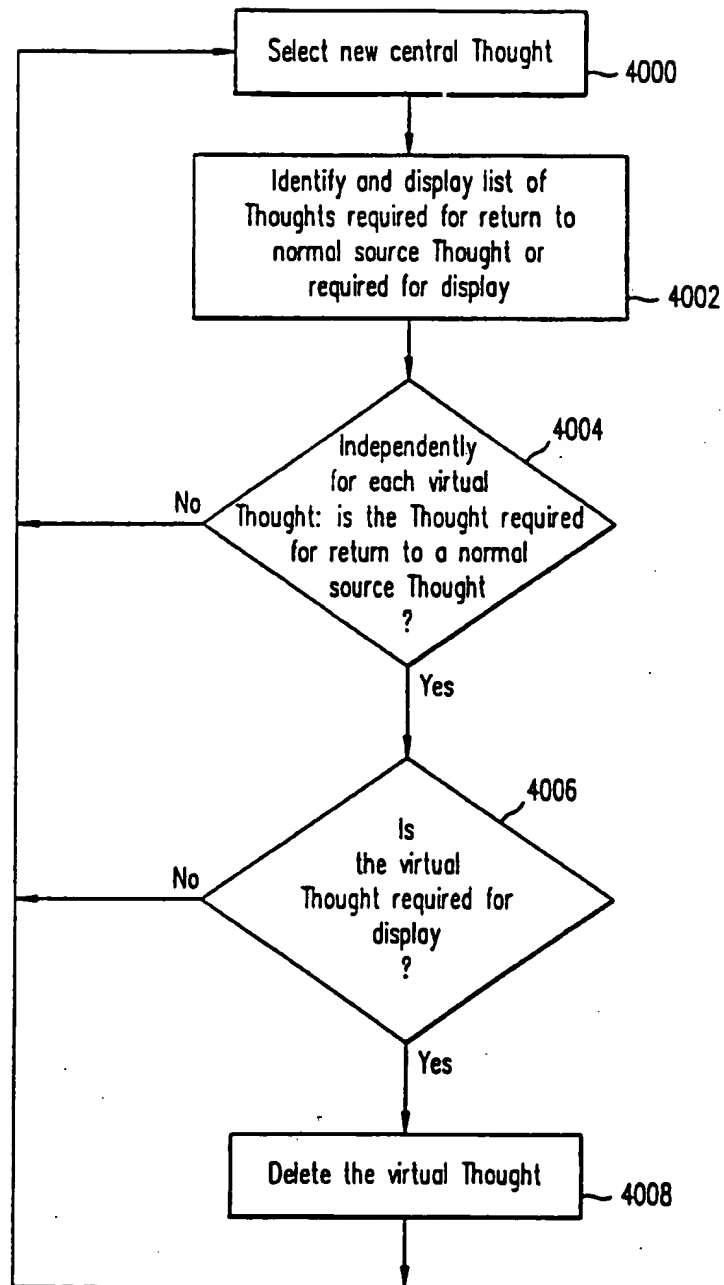 Select new central Thought
4000
Identify and display list of
Thoughts required for return to
normal source Thought or
required for display
4002
4004
Independently
for each virtual
Thought: is the Thought required
for return to a normal
source Thought
?
No
Yes
4006
Is
the virtual
Thought required for
display
?
No
Yes
Delete the virtual Thought
4008